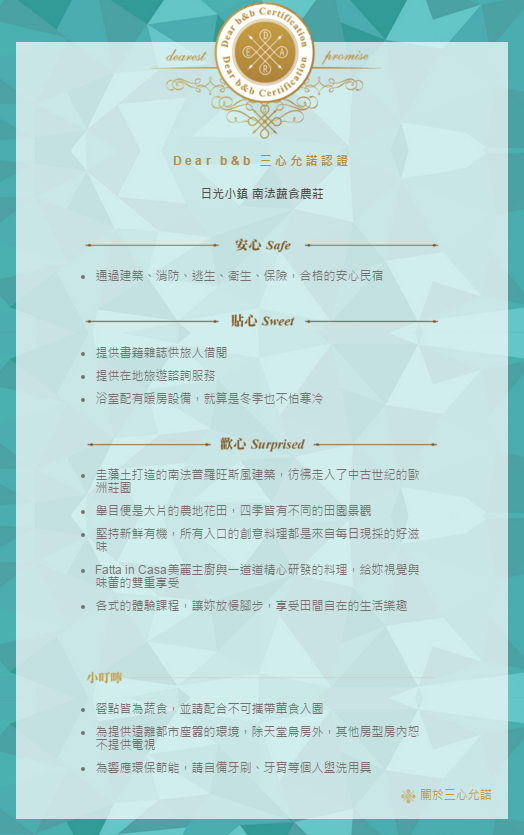 Dear b&b Certification
dearest
promise
D
E A
R
Dear b&b Certification
Dear b&b 三心允諾認證
日光小鎮 南法蔬食農莊
安心 Safe
通過建築、消防、逃生、衛生、保險，合格的安心民宿
貼心 Sweet
提供書籍雜誌供旅人借閱
提供在地旅遊諮詢服務
浴室配有暖房設備，就算是冬季也不怕寒冷
歡心 Surprised
圭藻土打造的南法普羅旺斯風建築，彷彿走入了中古世紀的歐
洲莊園
舉目便是大片的農地花田，四季皆有不同的田園景觀
堅持新鮮有機，所有入口的創意料理都是來自每日現採的好滋
味
Fatta in Casa美麗主廚與一道道精心研發的料理，給妳視覺與
味蕾的雙重享受
各式的體驗課程，讓妳放慢腳步，享受田間自在的生活樂趣
小叮嚀
餐點皆為蔬食，並請配合不可攜帶葷食入園
為提供遠離都市塵囂的環境，除天堂鳥房外，其他房型房內恕
不提供電視
為響應環保節能，請自備牙刷、牙膏等個人盥洗用具
關於三心允諾